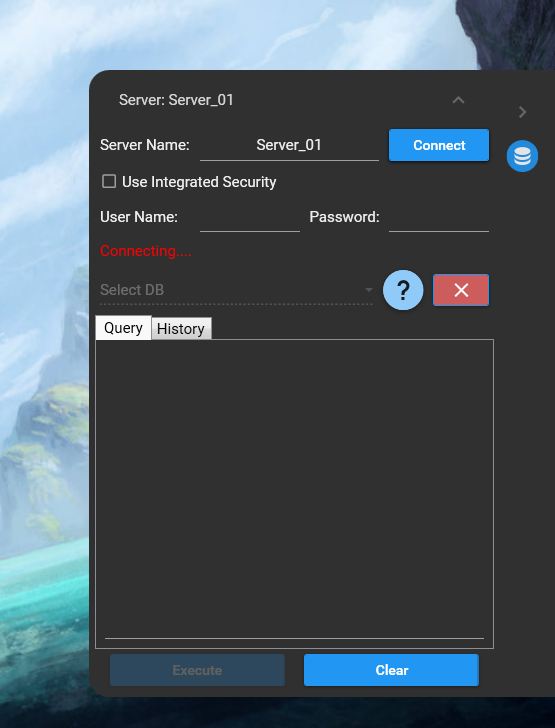 Server: Server_01
Server Name: Server_01 Connect
Use Integrated Security
User Name: Password:
Connecting....
Select DB ?
Query History
Execute Clear